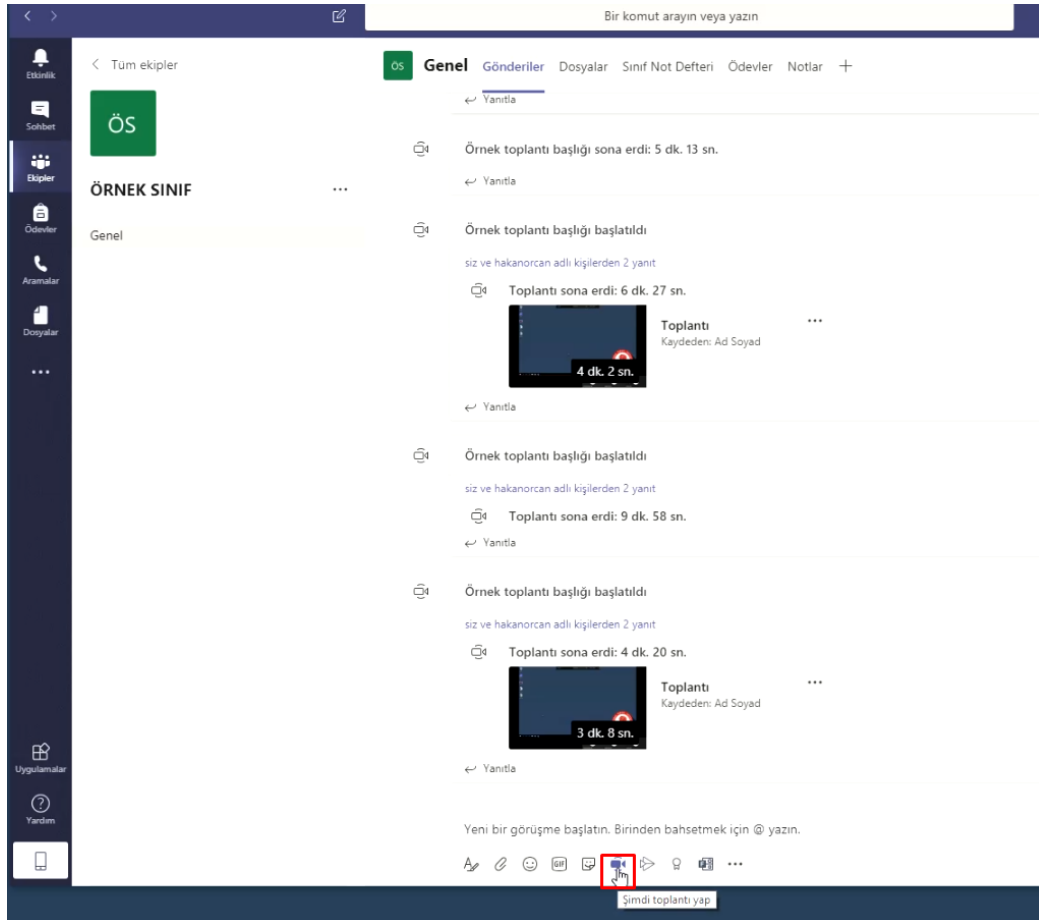 Bir komut arayın veya yazın
Etkinlik
Sohbet
Ekipler
Ödevler
Aramalar
Dosyalar
Uygulamalar
Yardım
Tüm ekipler
ÖS
ÖRNEK SINIF
Genel
ÖS Genel Gönderiler Dosyalar Sınıf Not Defteri Ödevler Notlar
Yanıtla
Örnek toplantı başlığı sona erdi: 5 dk. 13 sn.
Yanıtla
Örnek toplantı başlığı başlatıldı
siz ve hakanorcan adlı kişilerden 2 yanıt
Toplantı sona erdi: 6 dk. 27 sn.
Toplantı
Kaydeden: Ad Soyad
4 dk. 2 sn.
Yanıtla
Örnek toplantı başlığı başlatıldı
siz ve hakanorcan adlı kişilerden 2 yanıt
Toplantı sona erdi: 9 dk. 58 sn.
Yanıtla
Örnek toplantı başlığı başlatıldı
siz ve hakanorcan adlı kişilerden 2 yanıt
Toplantı sona erdi: 4 dk. 20 sn.
Toplantı
Kaydeden: Ad Soyad
3 dk. 8 sn.
Yanıtla
Yeni bir görüşme başlatın. Birinden bahsetmek için @ yazın.
GIF
Şimdi toplantı yap